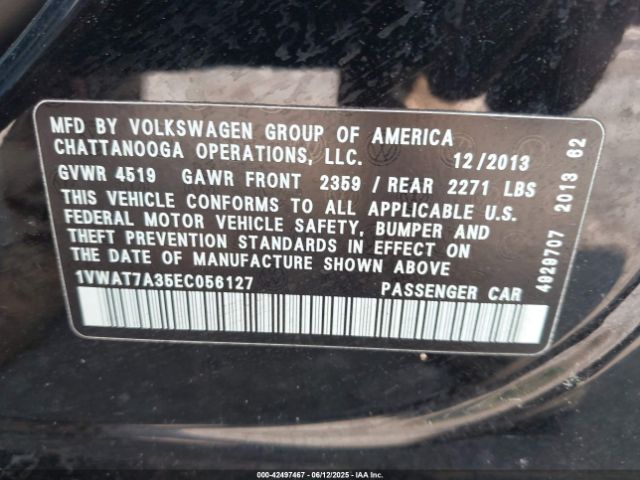 MFD BY VOLKSWAGEN GROUP OF AMERICA
CHATTANOOGA OPERATIONS, LLC. 12/2013
GVWR 4519 GAWR FRONT 2359 / REAR 2271 LBS
THIS VEHICLE CONFORMS TO ALL APPLICABLE U.S.
FEDERAL MOTOR VEHICLE SAFETY, BUMPER AND
THEFT PREVENTION STANDARDS IN EFFECT ON
THE DATE OF MANUFACTURE SHOWN ABOVE
1VWAT7A35EC056127 PASSENGER CAR
4929707 2013 62
000-42497467 - 06/12/2025 - IAAI.COM